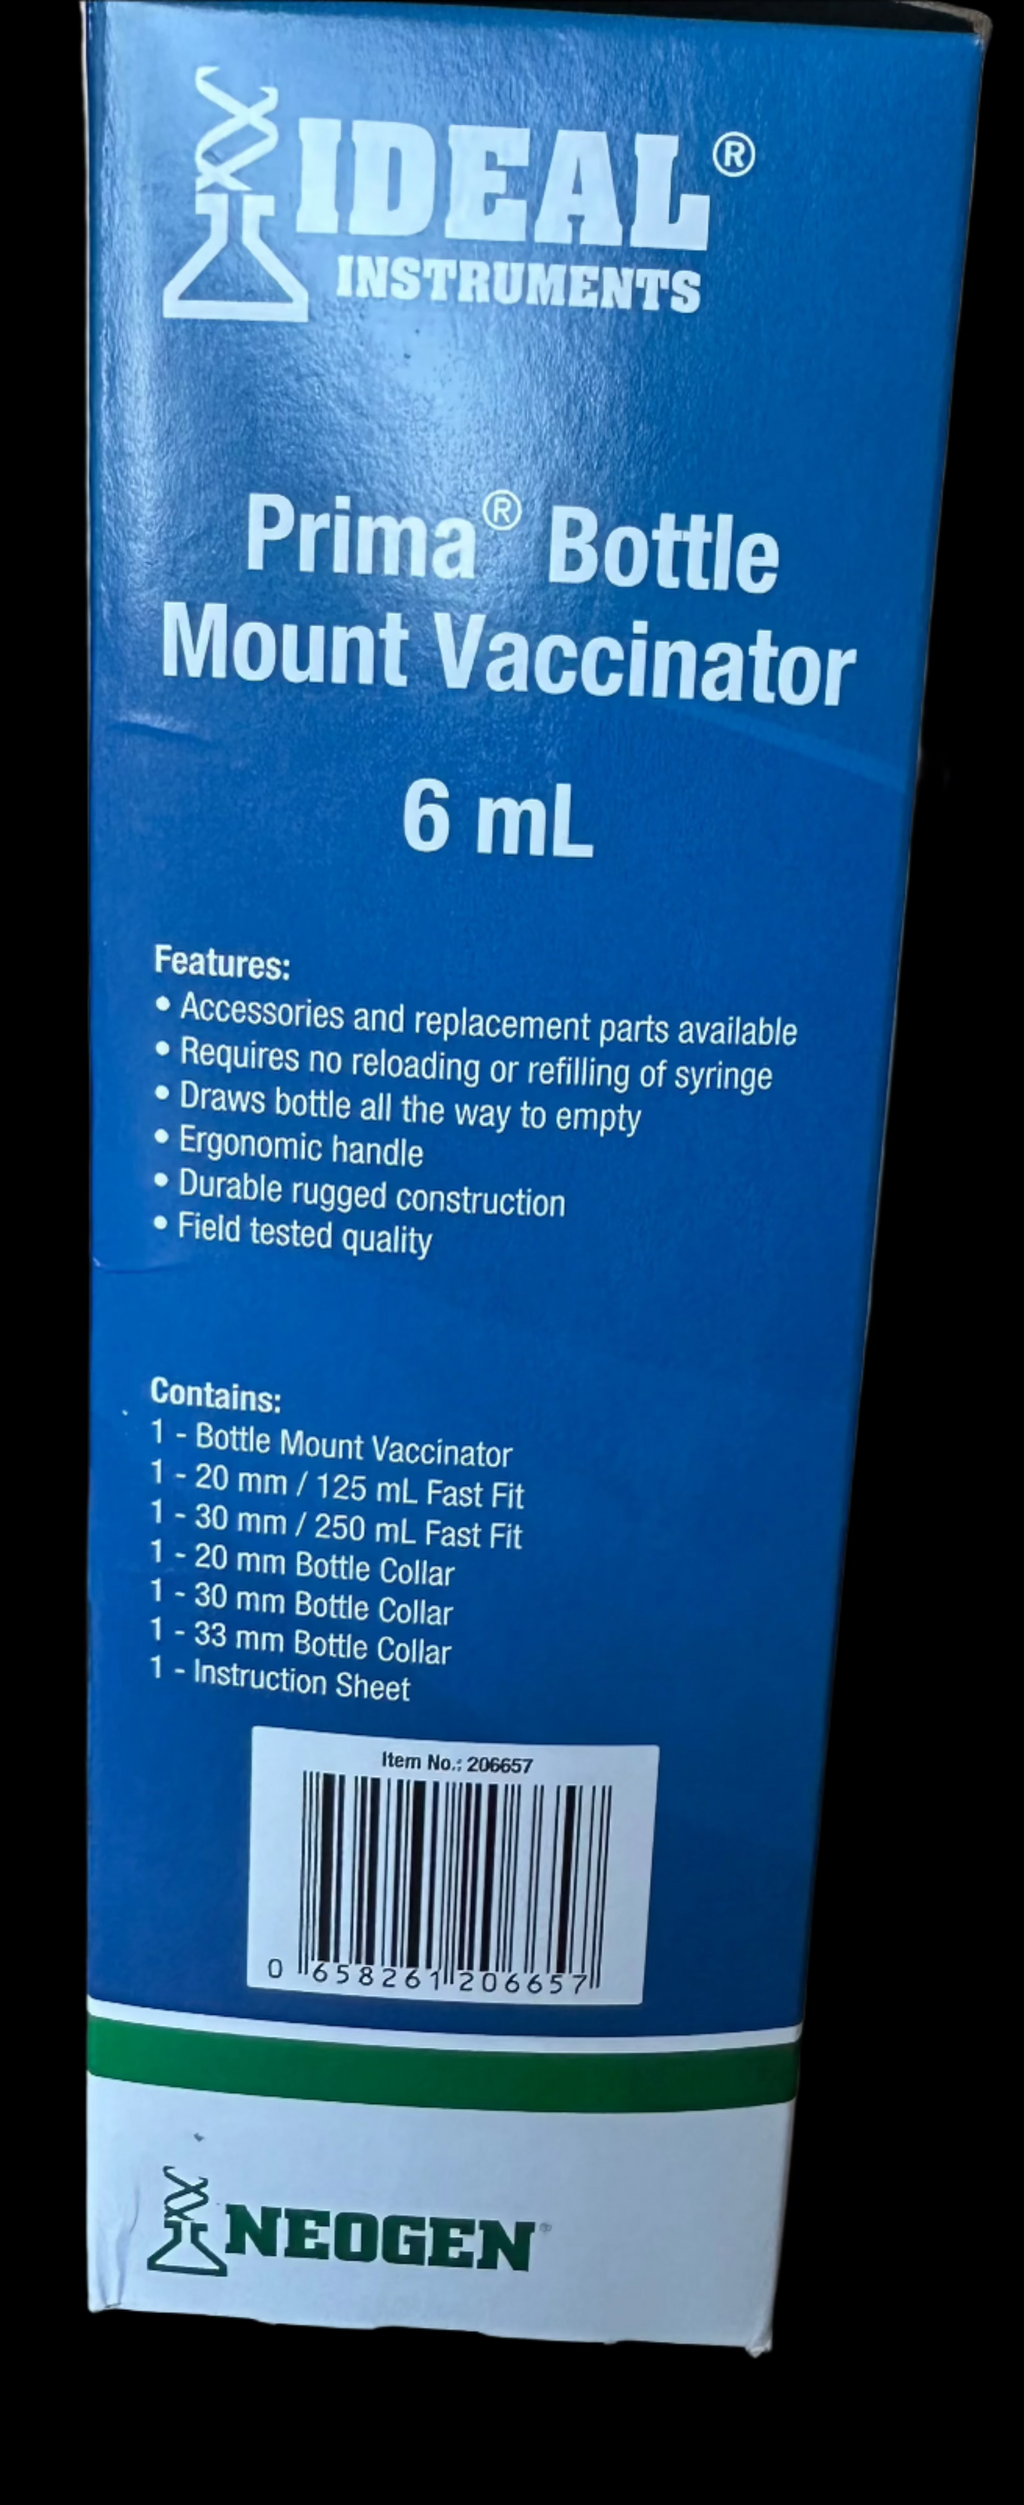 IDEAL®
INSTRUMENTS
Prima® Bottle
Mount Vaccinator
6 mL
Features:
• Accessories and replacement parts available
• Requires no reloading or refilling of syringe
• Draws bottle all the way to empty
• Ergonomic handle
• Durable rugged construction
• Field tested quality
Contains:
1 - Bottle Mount Vaccinator
1 - 20 mm / 125 mL Fast Fit
1 - 30 mm / 250 mL Fast Fit
1 - 20 mm Bottle Collar
1 - 30 mm Bottle Collar
1 - 33 mm Bottle Collar
1 - Instruction Sheet
Item No.: 206657
0 658261 206657
NEOGEN®